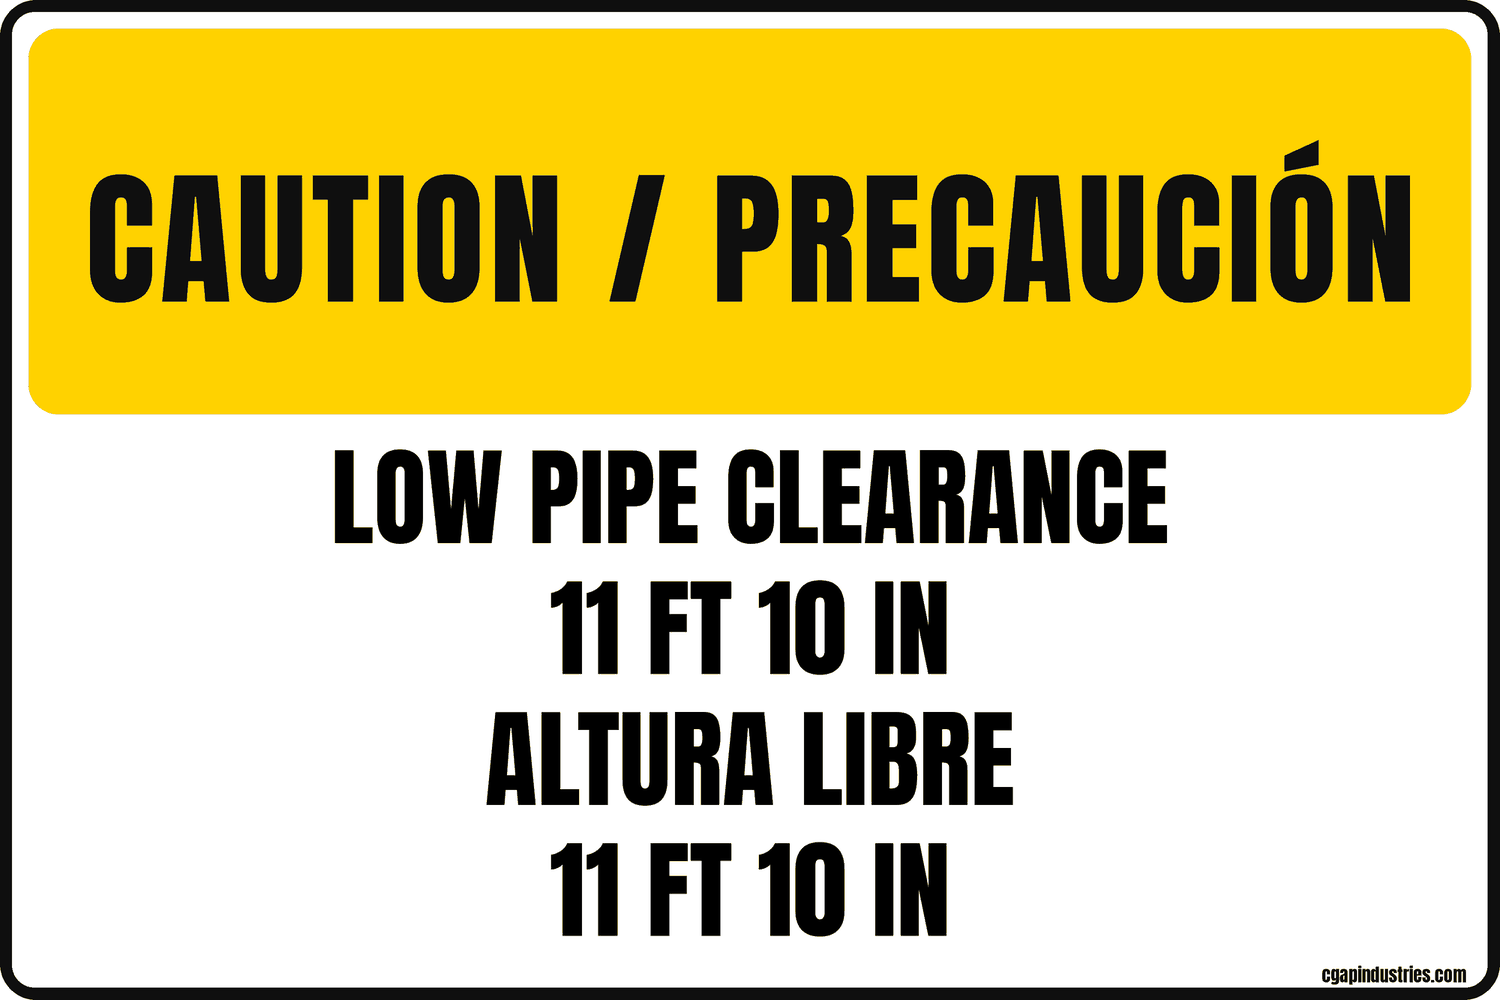 CAUTION / PRECAUCIÓN
LOW PIPE CLEARANCE
11 FT 10 IN
ALTURA LIBRE
11 FT 10 IN
cgapindustries.com